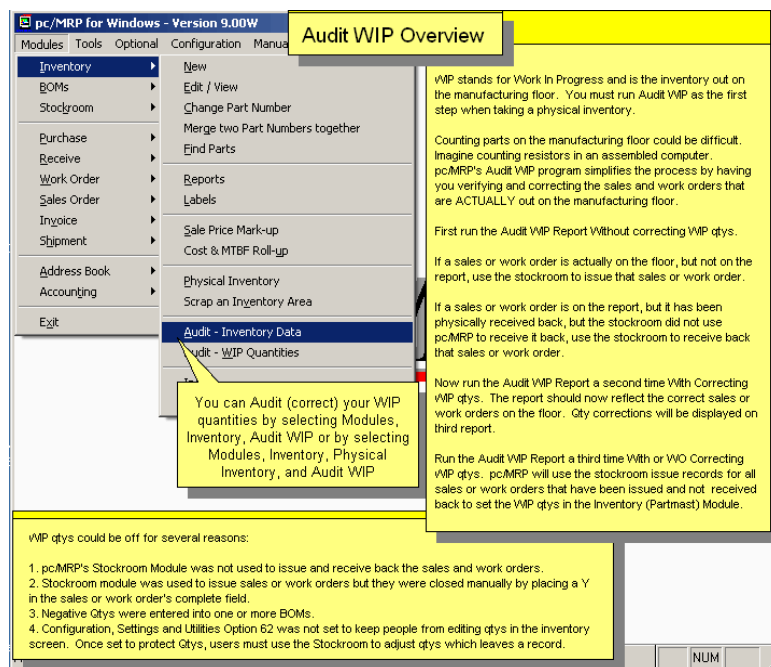 pc/MRP for Windows - Version 9.00W
Audit WIP Overview
Modules Tools Optional Configuration Manua
Inventory
BOMs
Stockroom
Purchase
Receive
Work Order
Sales Order
Invoice
Shipment
Address Book
Accounting
Exit
New
Edit / View
Change Part Number
Merge two Part Numbers together
Find Parts
Reports
Labels
Sale Price Mark-up
Cost & MTBF Roll-up
Physical Inventory
Scrap an Inventory Area
Audit - Inventory Data
Audit - WIP Quantities
You can Audit (correct) your WIP
quantities by selecting Modules,
Inventory, Audit WIP or by selecting
Modules, Inventory, Physical
Inventory, and Audit WIP
WIP stands for Work In Progress and is the inventory out on
the manufacturing floor. You must run Audit WIP as the first
step when taking a physical inventory.
Counting parts on the manufacturing floor could be difficult.
Imagine counting resistors in an assembled computer.
pc/MRP's Audit WIP program simplifies the process by having
you verifying and correcting the sales and work orders that
are ACTUALLY out on the manufacturing floor.
First run the Audit WIP Report Without correcting WIP qtys.
If a sales or work order is actually on the floor, but not on the
report, use the stockroom to issue that sales or work order.
If a sales or work order is on the report, but it has been
physically received back, but the stockroom did not use
pc/MRP to receive it back, use the stockroom to receive back
that sales or work order.
Now run the Audit WIP Report a second time With Correcting
WIP qtys. The report should now reflect the correct sales or
work orders on the floor. Qty corrections will be displayed on
third report.
Run the Audit WIP Report a third time With or WO Correcting
WIP qtys. pc/MRP will use the stockroom issue records for all
sales or work orders that have been issued and not received
back to set the WIP qtys in the Inventory (Partmast) Module.
WIP qtys could be off for several reasons:
1. pc/MRP's Stockroom Module was not used to issue and receive back the sales and work orders.
2. Stockroom module was used to issue sales or work orders but they were closed manually by placing a Y
in the sales or work order's complete field.
3. Negative Qtys were entered into one or more BOMs.
4. Configuration, Settings and Utilities Option 62 was not set to keep people from editing qtys in the inventory
screen. Once set to protect Qtys, users must use the Stockroom to adjust qtys which leaves a record.
NUM